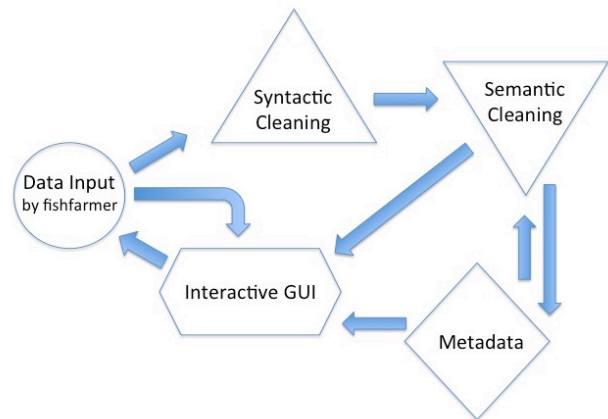 Syntactic
Cleaning
Semantic
Cleaning
Data Input
by fishfarmer
Interactive GUI
Metadata